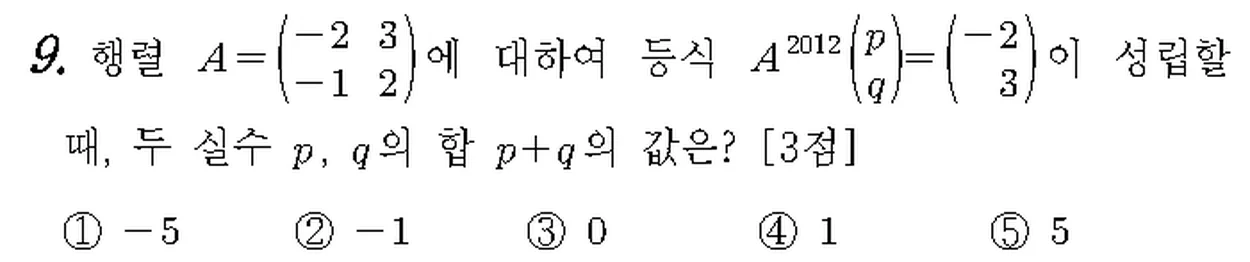 9. 행렬 A=(-2 3 -1 2)에 대하여 등식 A^2012(p q)=(-2 3)이 성립할
때, 두 실수 p, q의 합 p+q의 값은? [3점]
① -5 ② -1 ③ 0 ④ 1 ⑤ 5